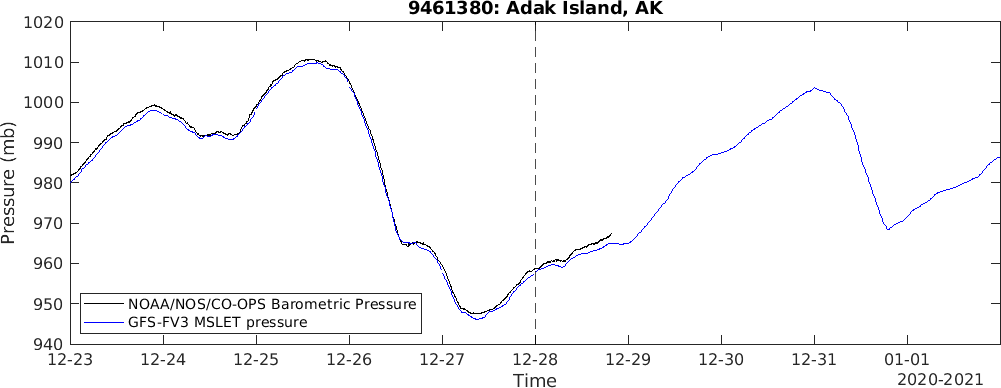 9461380: Adak Island, AK
1020
1010
1000
990
980
970
960
950
940
Pressure (mb)
NOAA/NOS/CO-OPS Barometric Pressure
GFS-FV3 MSLET pressure
12-23 12-24 12-25 12-26 12-27 12-28 12-29 12-30 12-31 01-01
Time
2020-2021